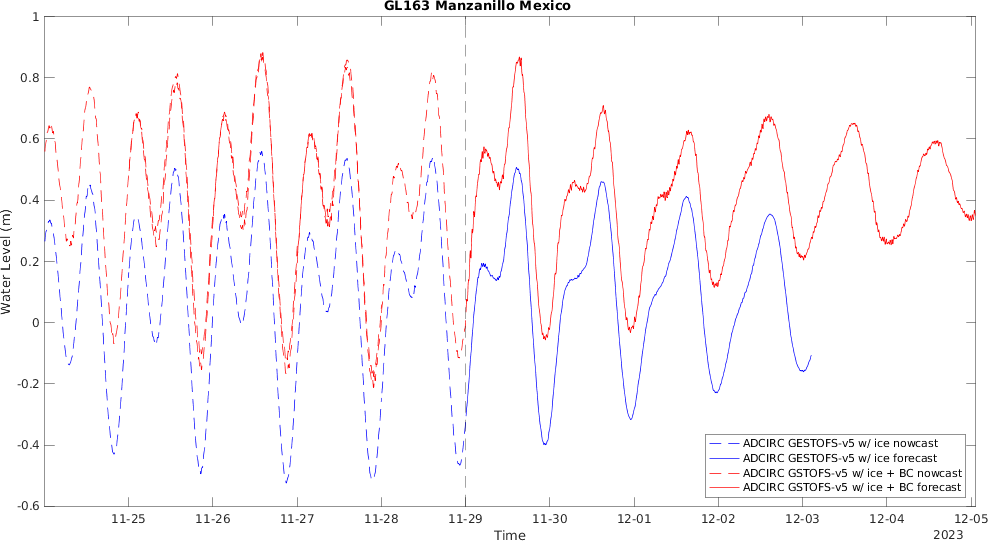 GL163 Manzanillo Mexico
1
0.8
0.6
0.4
0.2
0
-0.2
-0.4
-0.6
Water Level (m)
ADCIRC GESTOFS-v5 w/ ice nowcast
ADCIRC GESTOFS-v5 w/ ice forecast
ADCIRC GSTOFS-v5 w/ ice + BC nowcast
ADCIRC GSTOFS-v5 w/ ice + BC forecast
11-25 11-26 11-27 11-28 11-29 11-30 12-01 12-02 12-03 12-04 12-05
Time
2023